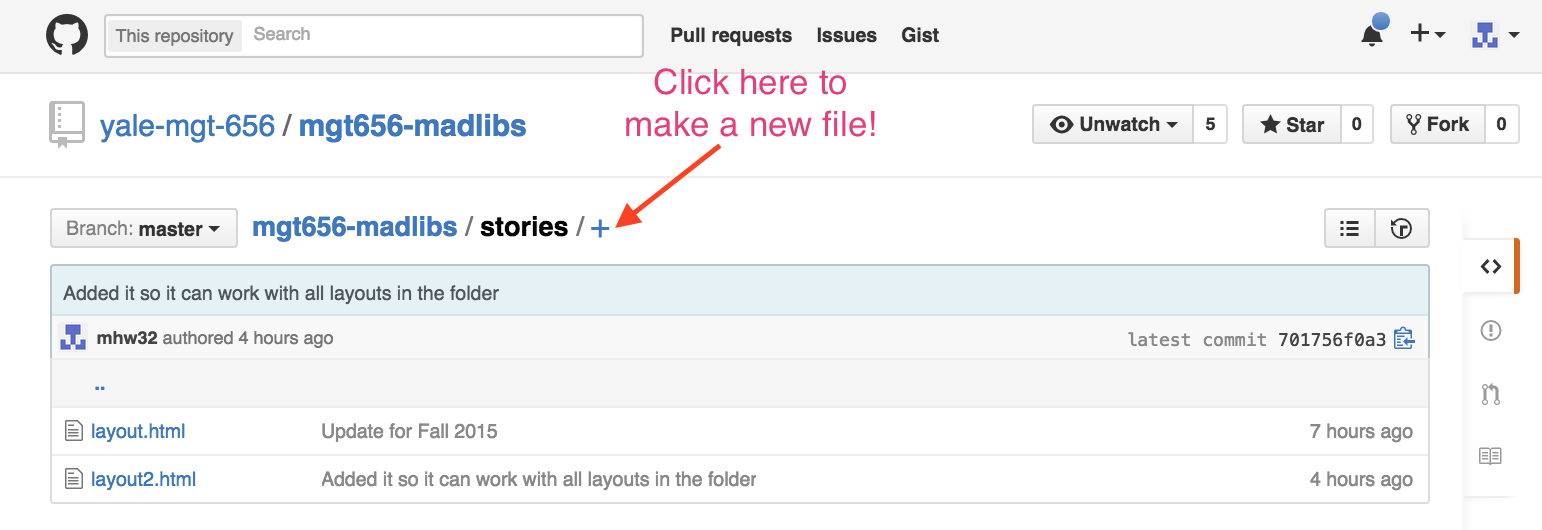 This repository Search Pull requests Issues Gist
Click here to
make a new file!
yale-mgt-656 / mgt656-madlibs Unwatch 5 Star 0 Fork 0
Branch: master mgt656-madlibs / stories / +
Added it so it can work with all layouts in the folder
mhw32 authored 4 hours ago latest commit 701756f0a3
..
layout.html Update for Fall 2015 7 hours ago
layout2.html Added it so it can work with all layouts in the folder 4 hours ago